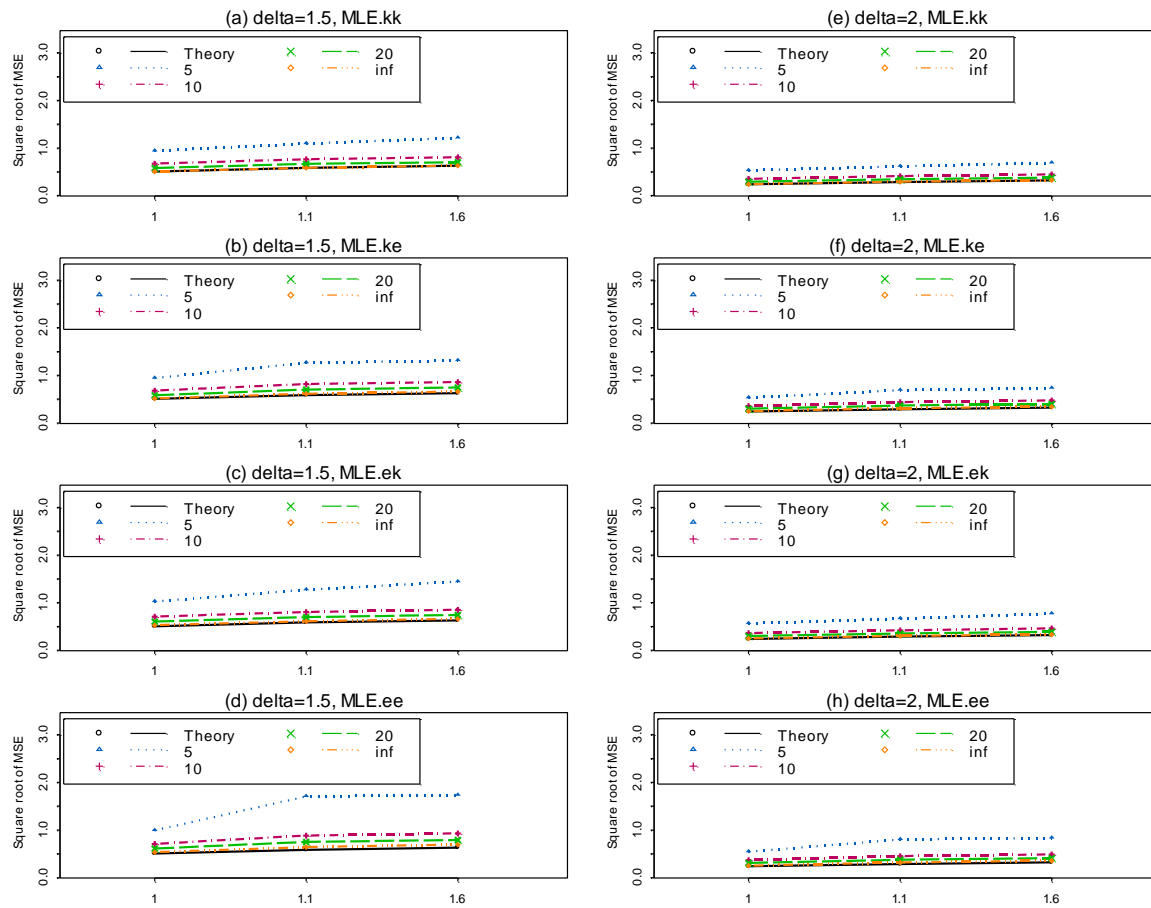 (a) delta=1.5, MLE.kk
Square root of MSE
0.0 1.0 2.0 3.0
Theory 20
5 inf
10
1 1.1 1.6
(b) delta=1.5, MLE.ke
Square root of MSE
0.0 1.0 2.0 3.0
Theory 20
5 inf
10
1 1.1 1.6
(c) delta=1.5, MLE.ek
Square root of MSE
0.0 1.0 2.0 3.0
Theory 20
5 inf
10
1 1.1 1.6
(d) delta=1.5, MLE.ee
Square root of MSE
0.0 1.0 2.0 3.0
Theory 20
5 inf
10
1 1.1 1.6
(e) delta=2, MLE.kk
Square root of MSE
0.0 1.0 2.0 3.0
Theory 20
5 inf
10
1 1.1 1.6
(f) delta=2, MLE.ke
Square root of MSE
0.0 1.0 2.0 3.0
Theory 20
5 inf
10
1 1.1 1.6
(g) delta=2, MLE.ek
Square root of MSE
0.0 1.0 2.0 3.0
Theory 20
5 inf
10
1 1.1 1.6
(h) delta=2, MLE.ee
Square root of MSE
0.0 1.0 2.0 3.0
Theory 20
5 inf
10
1 1.1 1.6